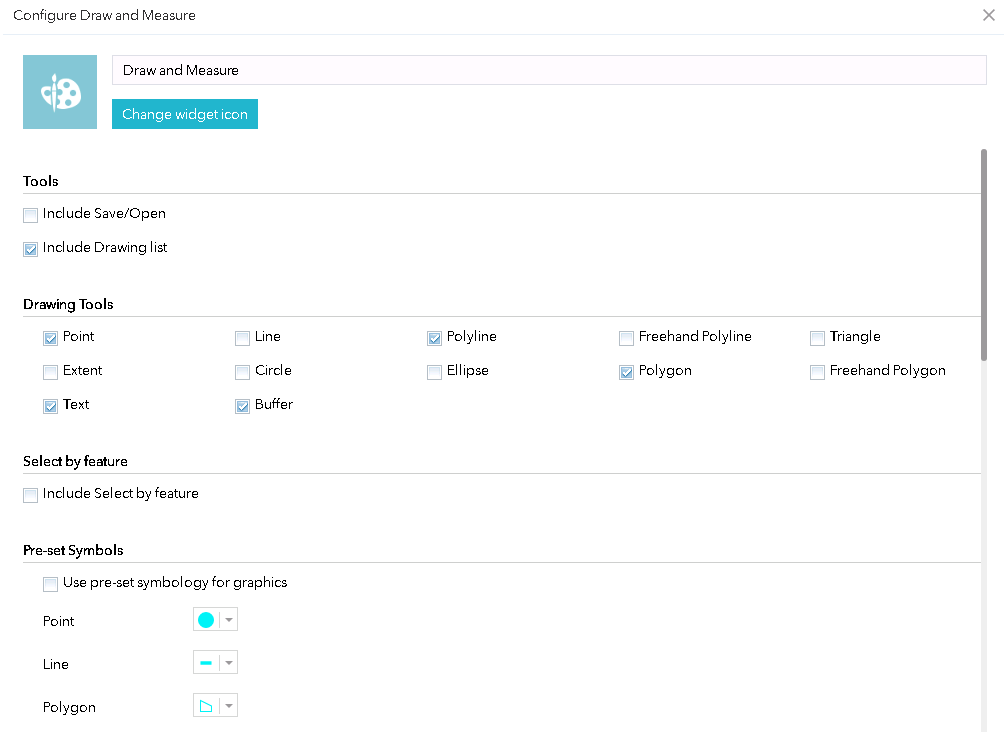 Configure Draw and Measure
Draw and Measure
Change widget icon
Tools
Include Save/Open
Include Drawing list
Drawing Tools
Point Line Polyline Freehand Polyline Triangle
Extent Circle Ellipse Polygon Freehand Polygon
Text Buffer
Select by feature
Include Select by feature
Pre-set Symbols
Use pre-set symbology for graphics
Point
Line
Polygon